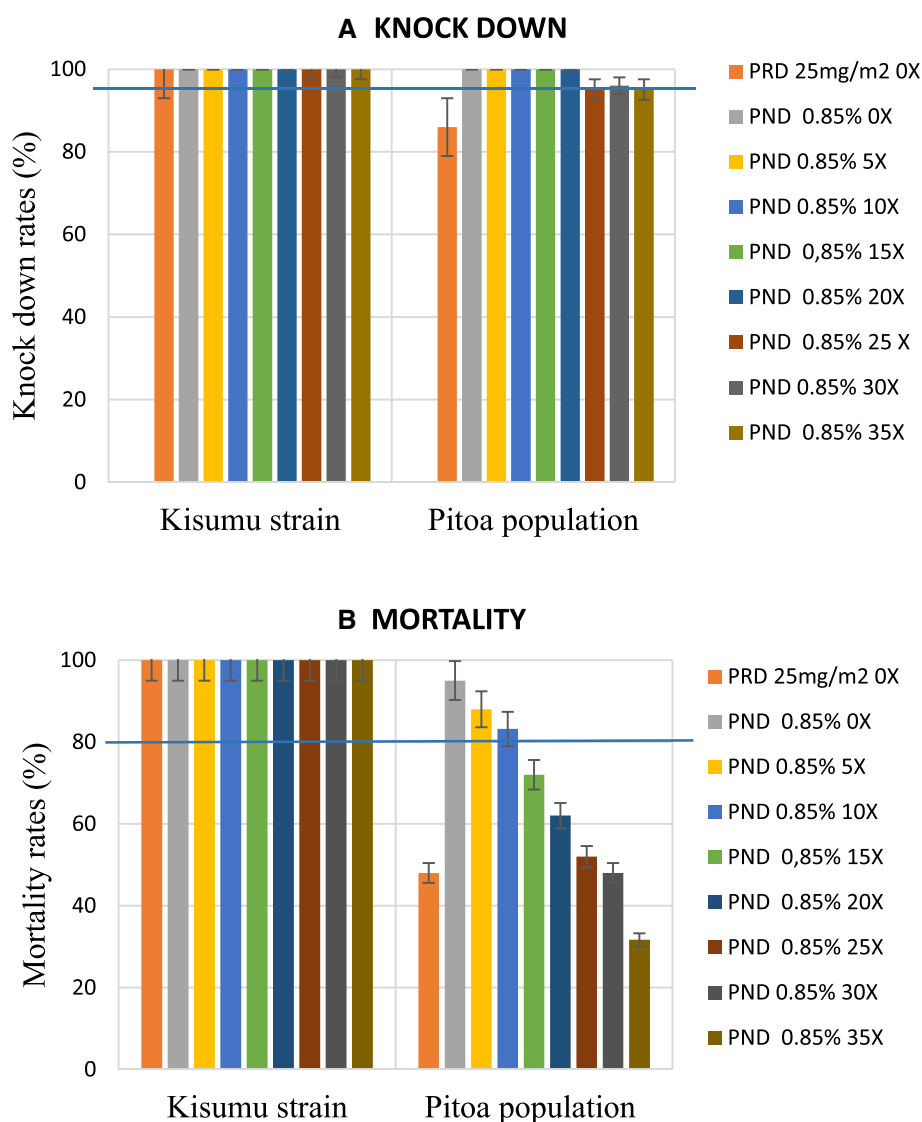 A KNOCK DOWN
Knock down rates (%)
100
80
60
40
20
0
Kisumu strain
Pitoa population
PRD 25mg/m2 0X
PND 0.85% 0X
PND 0.85% 5X
PND 0.85% 10X
PND 0,85% 15X
PND 0.85% 20X
PND 0.85% 25 X
PND 0.85% 30X
PND 0.85% 35X
B MORTALITY
Mortality rates (%)
100
80
60
40
20
0
Kisumu strain
Pitoa population
PRD 25mg/m2 0X
PND 0.85% 0X
PND 0.85% 5X
PND 0.85% 10X
PND 0,85% 15X
PND 0.85% 20X
PND 0.85% 25X
PND 0.85% 30X
PND 0.85% 35X